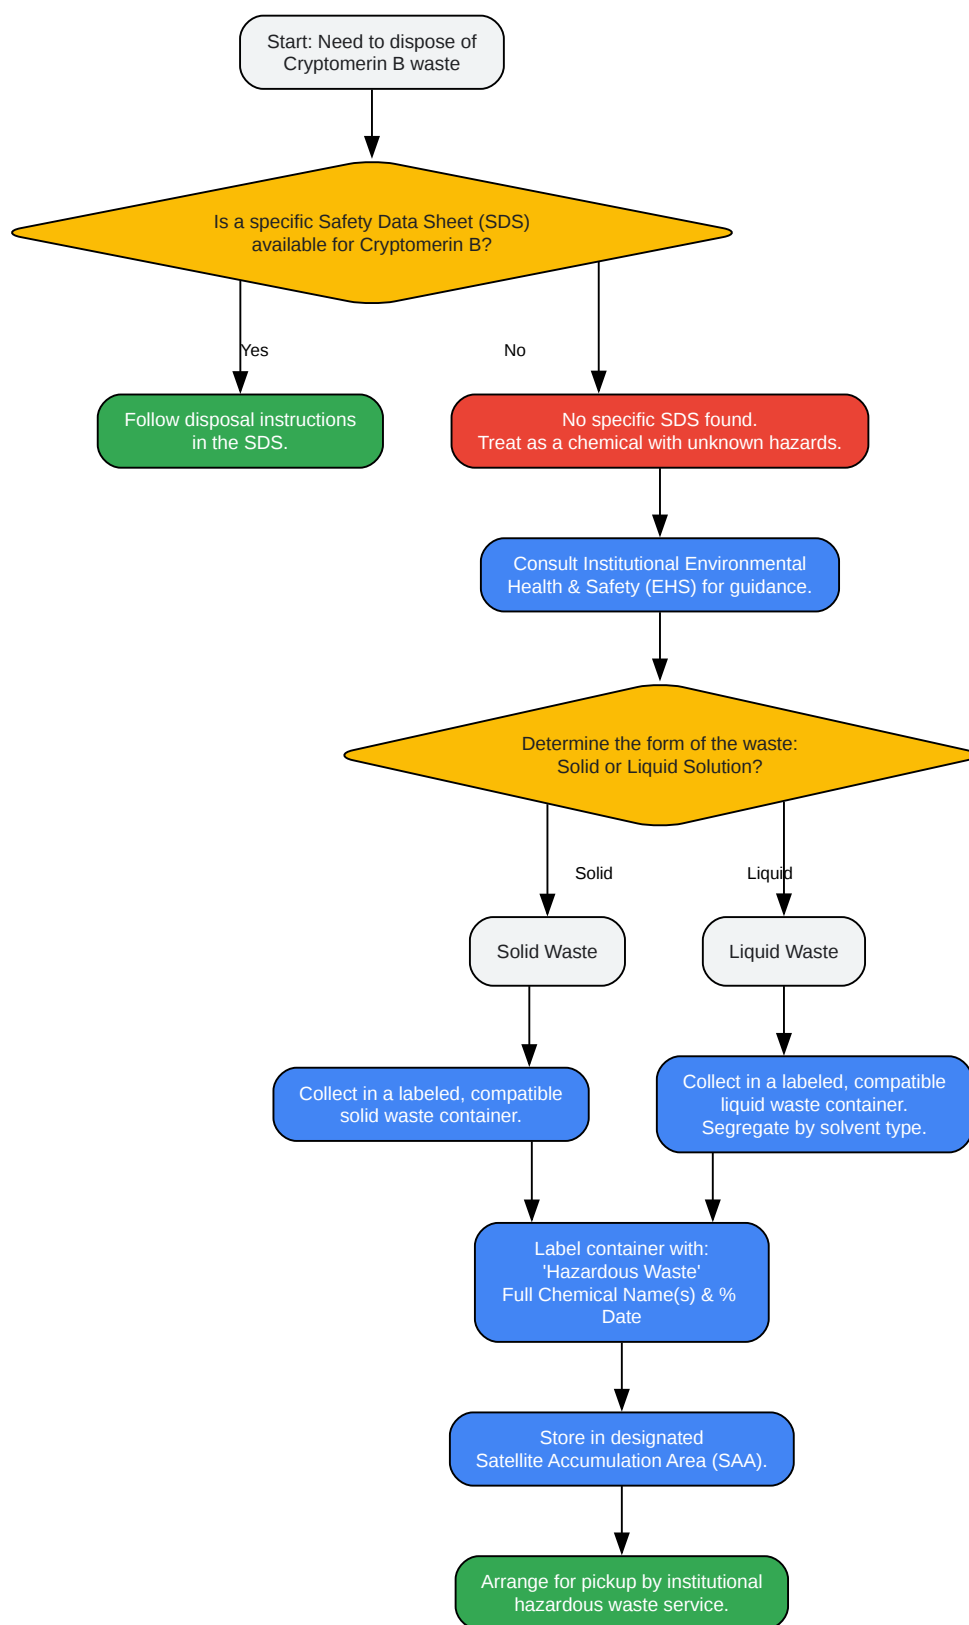 Start: Need to dispose of
Cryptomerin B waste
Is a specific Safety Data Sheet (SDS)
available for Cryptomerin B?
Yes
No
Follow disposal instructions
in the SDS.
No specific SDS found.
Treat as a chemical with unknown hazards.
Consult Institutional Environmental
Health & Safety (EHS) for guidance.
Determine the form of the waste:
Solid or Liquid Solution?
Solid
Liquid
Solid Waste
Liquid Waste
Collect in a labeled, compatible
solid waste container.
Collect in a labeled, compatible
liquid waste container.
Segregate by solvent type.
Label container with:
'Hazardous Waste'
Full Chemical Name(s) & %
Date
Store in designated
Satellite Accumulation Area (SAA).
Arrange for pickup by institutional
hazardous waste service.